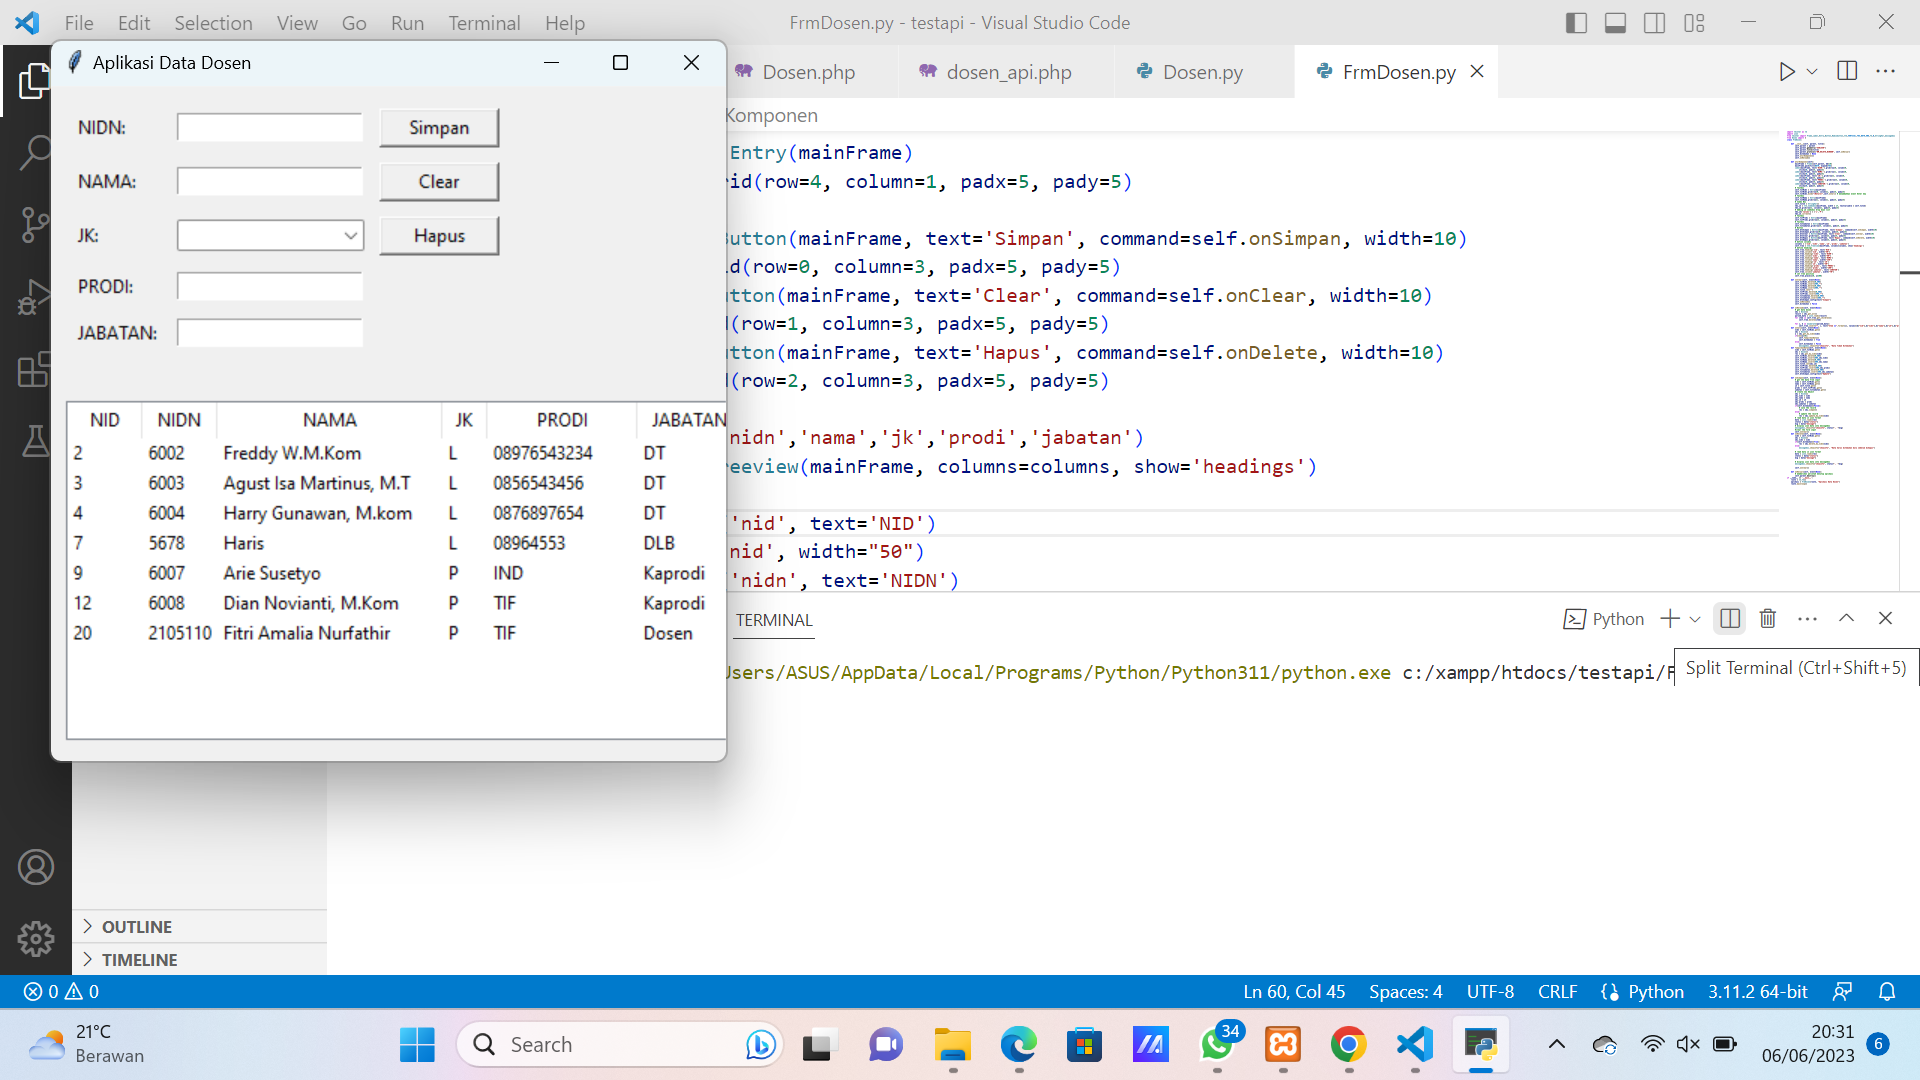 File Edit Selection View Go Run Terminal Help
FrmDosen.py - testapi - Visual Studio Code
Aplikasi Data Dosen
Dosen.php dosen_api.php Dosen.py FrmDosen.py
Komponen
NIDN: Simpan
NAMA: Clear
JK: Hapus
PRODI:
JABATAN:
NID NIDN NAMA JK PRODI JABATAN
2 6002 Freddy W.M.Kom L 08976543234 DT
3 6003 Agust Isa Martinus, M.T L 0856543456 DT
4 6004 Harry Gunawan, M.kom L 0876897654 DT
7 5678 Haris L 08964553 DLB
9 6007 Arie Susetyo P IND Kaprodi
12 6008 Dian Novianti, M.Kom P TIF Kaprodi
20 2105110 Fitri Amalia Nurfathir P TIF Dosen
Entry(mainFrame)
rid(row=4, column=1, padx=5, pady=5)
Button(mainFrame, text='Simpan', command=self.onSimpan, width=10)
d(row=0, column=3, padx=5, pady=5)
tton(mainFrame, text='Clear', command=self.onClear, width=10)
(row=1, column=3, padx=5, pady=5)
tton(mainFrame, text='Hapus', command=self.onDelete, width=10)
(row=2, column=3, padx=5, pady=5)
nidn','nama','jk','prodi','jabatan')
reeview(mainFrame, columns=columns, show='headings')
'nid', text='NID')
nid', width="50")
'nidn', text='NIDN')
TERMINAL
Python
Users/ASUS/AppData/Local/Programs/Python/Python311/python.exe c:/xampp/htdocs/testapi/F
Split Terminal (Ctrl+Shift+5)
OUTLINE
TIMELINE
0 0
Ln 60, Col 45 Spaces: 4 UTF-8 CRLF Python 3.11.2 64-bit
21°C
Berawan
Search
34
20:31
06/06/2023
6